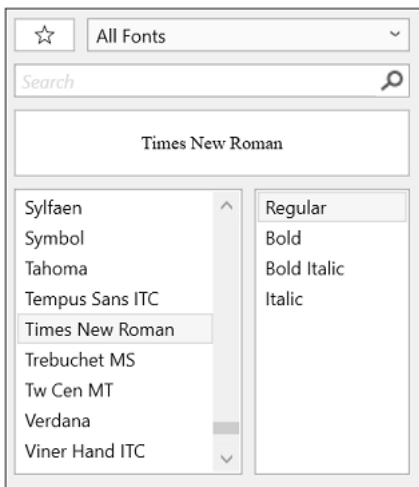 All Fonts
Search
Times New Roman
Sylfaen
Symbol
Tahoma
Tempus Sans ITC
Times New Roman
Trebuchet MS
Tw Cen MT
Verdana
Viner Hand ITC
Regular
Bold
Bold Italic
Italic